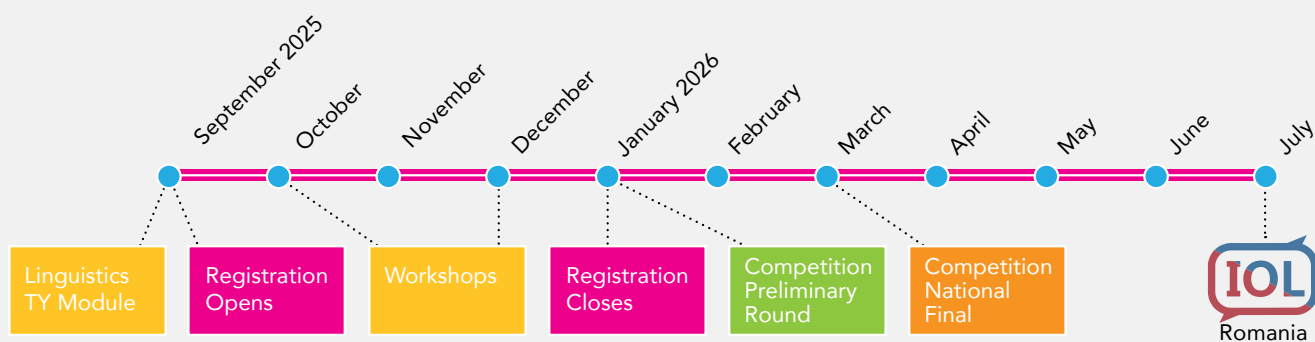 September 2025
October
November
December
January 2026
February
March
April
May
June
July
Linguistics
TY Module
Registration
Opens
Workshops
Registration
Closes
Competition
Preliminary
Round
Competition
National
Final
IOL
Romania